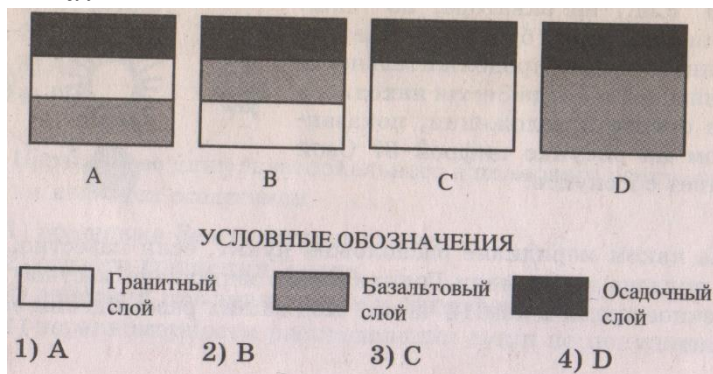 A
B
C
D
УСЛОВНЫЕ ОБОЗНАЧЕНИЯ
Гранитный слой
Базальтовый слой
Осадочный слой
1) A
2) B
3) C
4) D